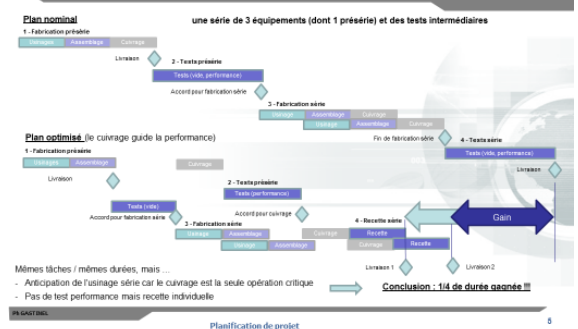 Plan nominal
une série de 3 équipements (dont 1 présérie) et des tests intermédiaires
1 - Fabrication présérie
Usinages Assemblage Cuivrage
Livraison
2 - Tests présérie
Tests (vide, performance)
Accord pour fabrication série
3 - Fabrication série
Usinage Assemblage Cuivrage
Usinage Assemblage Cuivrage
Fin de fabrication série
4 - Tests série
Tests (vide, performance)
Livraison
Plan optimisé (le cuivrage guide la performance)
1 - Fabrication présérie
Usinages Assemblage Cuivrage
Livraison
2 - Tests présérie
Tests (performance)
Tests (vide)
Accord pour fabrication série
Accord pour cuivrage
3 - Fabrication série
4 - Recette série
Usinage Assemblage Cuivrage Recette
Usinage Assemblage Cuivrage Recette
Gain
Livraison 1
Livraison 2
Mêmes tâches / mêmes durées, mais ...
- Anticipation de l'usinage série car le cuivrage est la seule opération critique
- Pas de test performance mais recette individuelle
Conclusion : 1/4 de durée gagnée !!!
Ph GASTINEL
Planification de projet
8